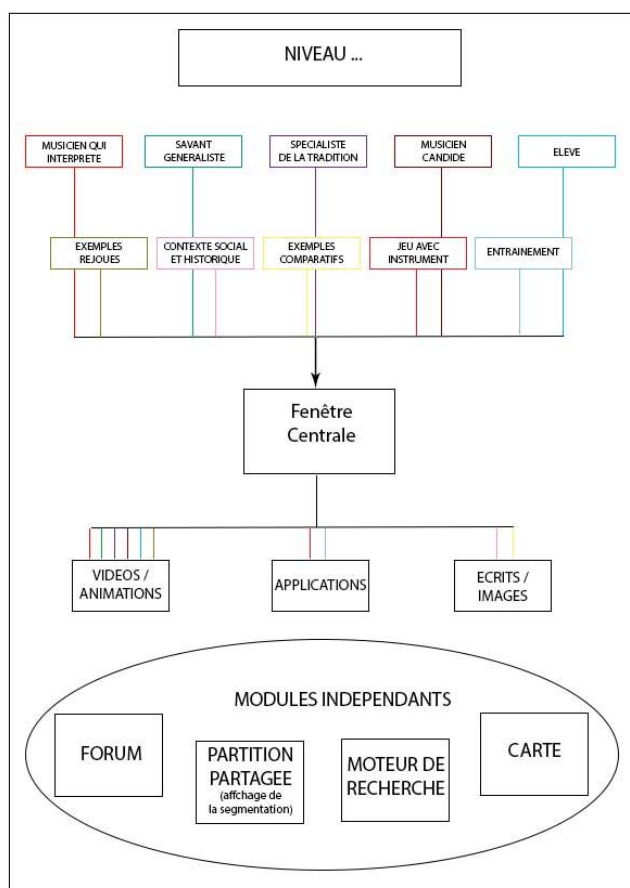 NIVEAU ...
MUSICIEN QUI
INTERPRETE
SAVANT
GENERALISTE
SPECIALISTE
DE LA TRADITION
MUSICIEN
CANDIDE
ELEVE
EXEMPLES
REJOUES
CONTEXTE SOCIAL
ET HISTORIQUE
EXEMPLES
COMPARATIFS
JEU AVEC
INSTRUMENT
ENTRAINEMENT
Fenêtre
Centrale
VIDEOS /
ANIMATIONS
APPLICATIONS
ECRITS /
IMAGES
MODULES INDEPENDANTS
FORUM
PARTITION
PARTAGEE
(affchage de
la segmentation)
MOTEUR DE
RECHERCHE
CARTE